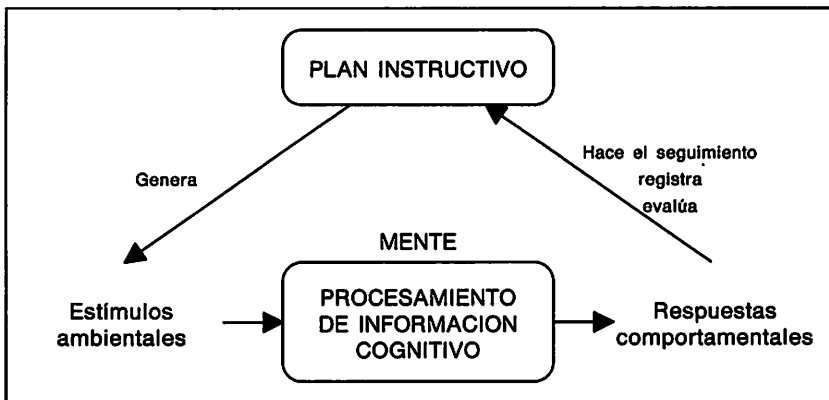 PLAN INSTRUCTIVO
Genera
Hace el seguimiento
registra
evalúa
MENTE
Estímulos
ambientales
PROCESAMIENTO
DE INFORMACION
COGNITIVO
Respuestas
comportamentales